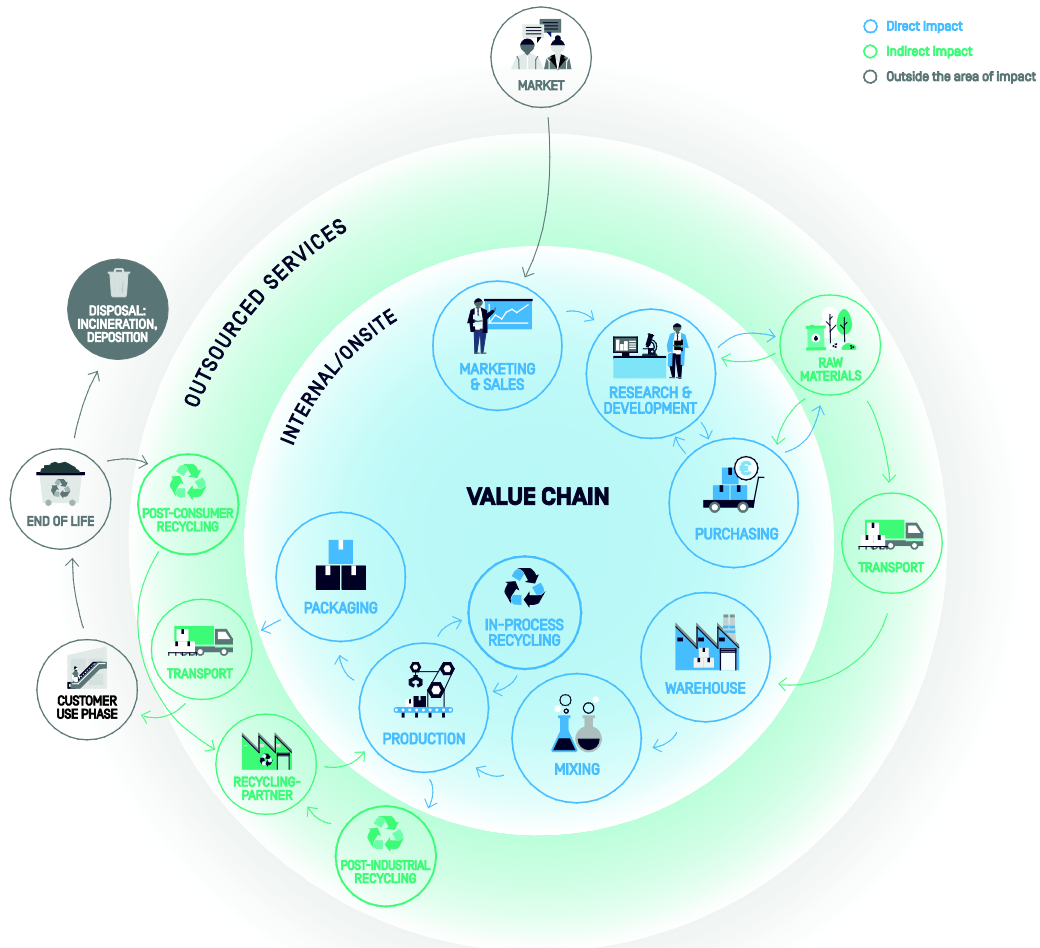 MARKET
Direct impact
Indirect impact
Outside the area of impact
OUTSOURCED SERVICES
INTERNAL/ONSITE
DISPOSAL:
INCINERATION,
DEPOSITION
MARKETING
& SALES
RESEARCH &
DEVELOPMENT
RAW
MATERIALS
VALUE CHAIN
END OF LIFE
POST-CONSUMER
RECYCLING
€
PURCHASING
TRANSPORT
PACKAGING
IN-PROCESS
RECYCLING
WAREHOUSE
TRANSPORT
CUSTOMER
USE PHASE
PRODUCTION
MIXING
RECYCLING-
PARTNER
POST-INDUSTRIAL
RECYCLING